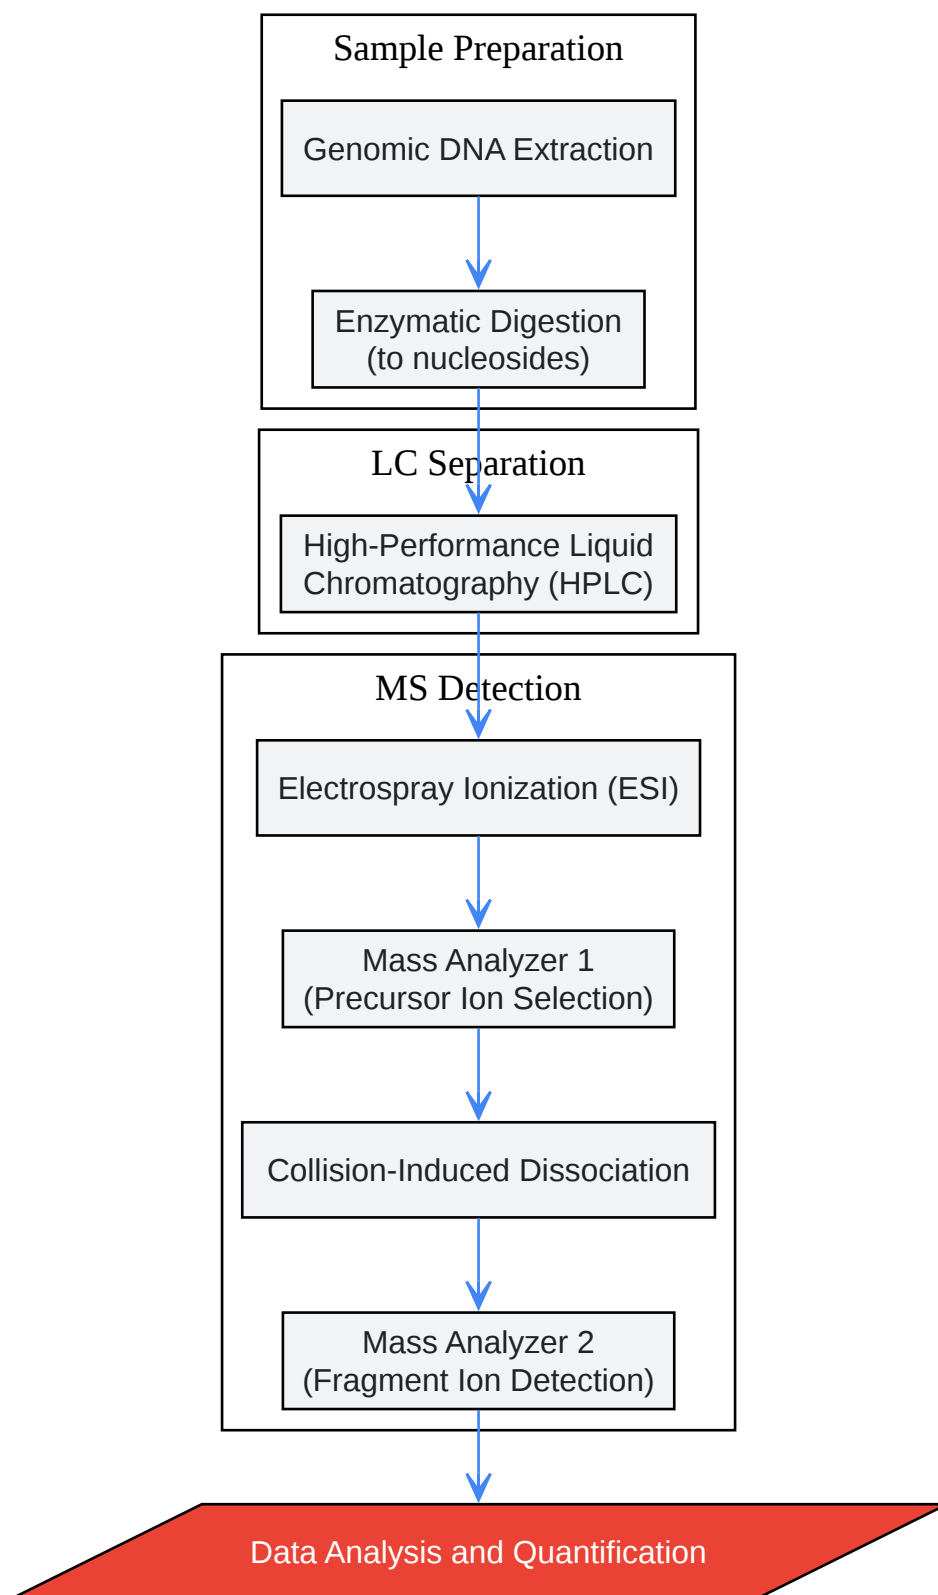 Sample Preparation
Genomic DNA Extraction
Enzymatic Digestion
(to nucleosides)
LC Separation
High-Performance Liquid
Chromatography (HPLC)
MS Detection
Electrospray Ionization (ESI)
Mass Analyzer 1
(Precursor Ion Selection)
Collision-Induced Dissociation
Mass Analyzer 2
(Fragment Ion Detection)
Data Analysis and Quantification